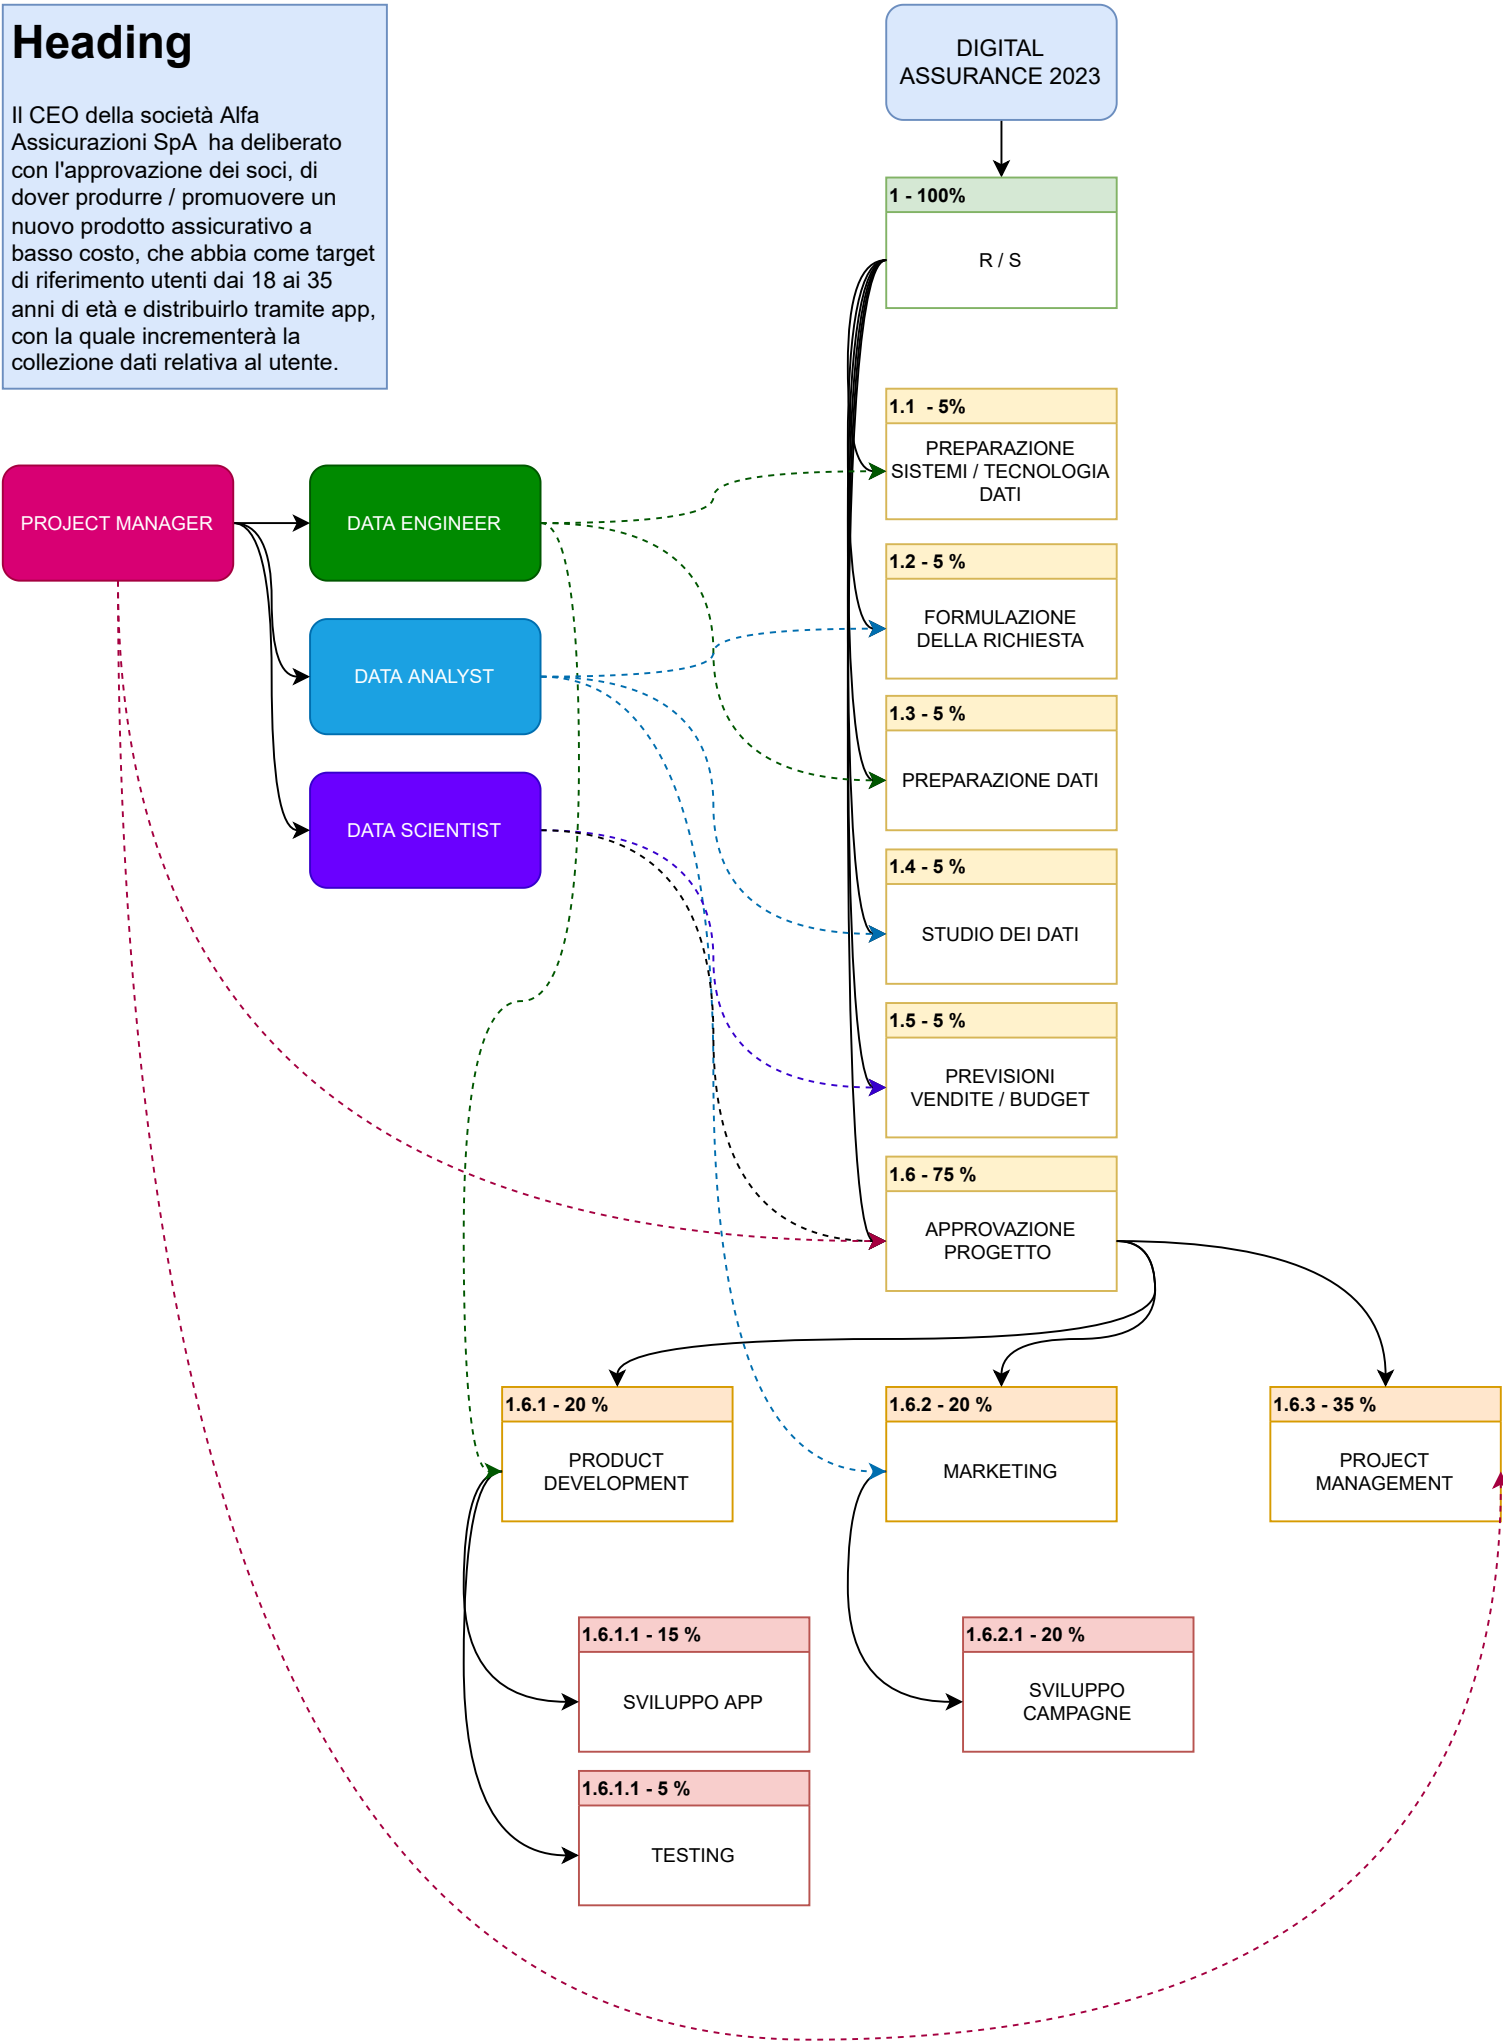 Heading
Il CEO della società Alfa
Assicurazioni SpA  ha deliberato
con l'approvazione dei soci, di
dover produrre / promuovere un
nuovo prodotto assicurativo a
basso costo, che abbia come target
di riferimento utenti dai 18 ai 35
anni di età e distribuirlo tramite app,
con la quale incrementerà la
collezione dati relativa al utente.
DIGITAL
ASSURANCE 2023
1 - 100%
R / S
PROJECT MANAGER
DATA ENGINEER
DATA ANALYST
DATA SCIENTIST
1.1  - 5%
PREPARAZIONE
SISTEMI / TECNOLOGIA
DATI
1.2 - 5 %
FORMULAZIONE
DELLA RICHIESTA
1.3 - 5 %
PREPARAZIONE DATI
1.4 - 5 %
STUDIO DEI DATI
1.5 - 5 %
PREVISIONI
VENDITE / BUDGET
1.6 - 75 %
APPROVAZIONE
PROGETTO
1.6.1 - 20 %
PRODUCT
DEVELOPMENT
1.6.2 - 20 %
MARKETING
1.6.3 - 35 %
PROJECT
MANAGEMENT
1.6.1.1 - 15 %
SVILUPPO APP
1.6.2.1 - 20 %
SVILUPPO
CAMPAGNE
1.6.1.1 - 5 %
TESTING